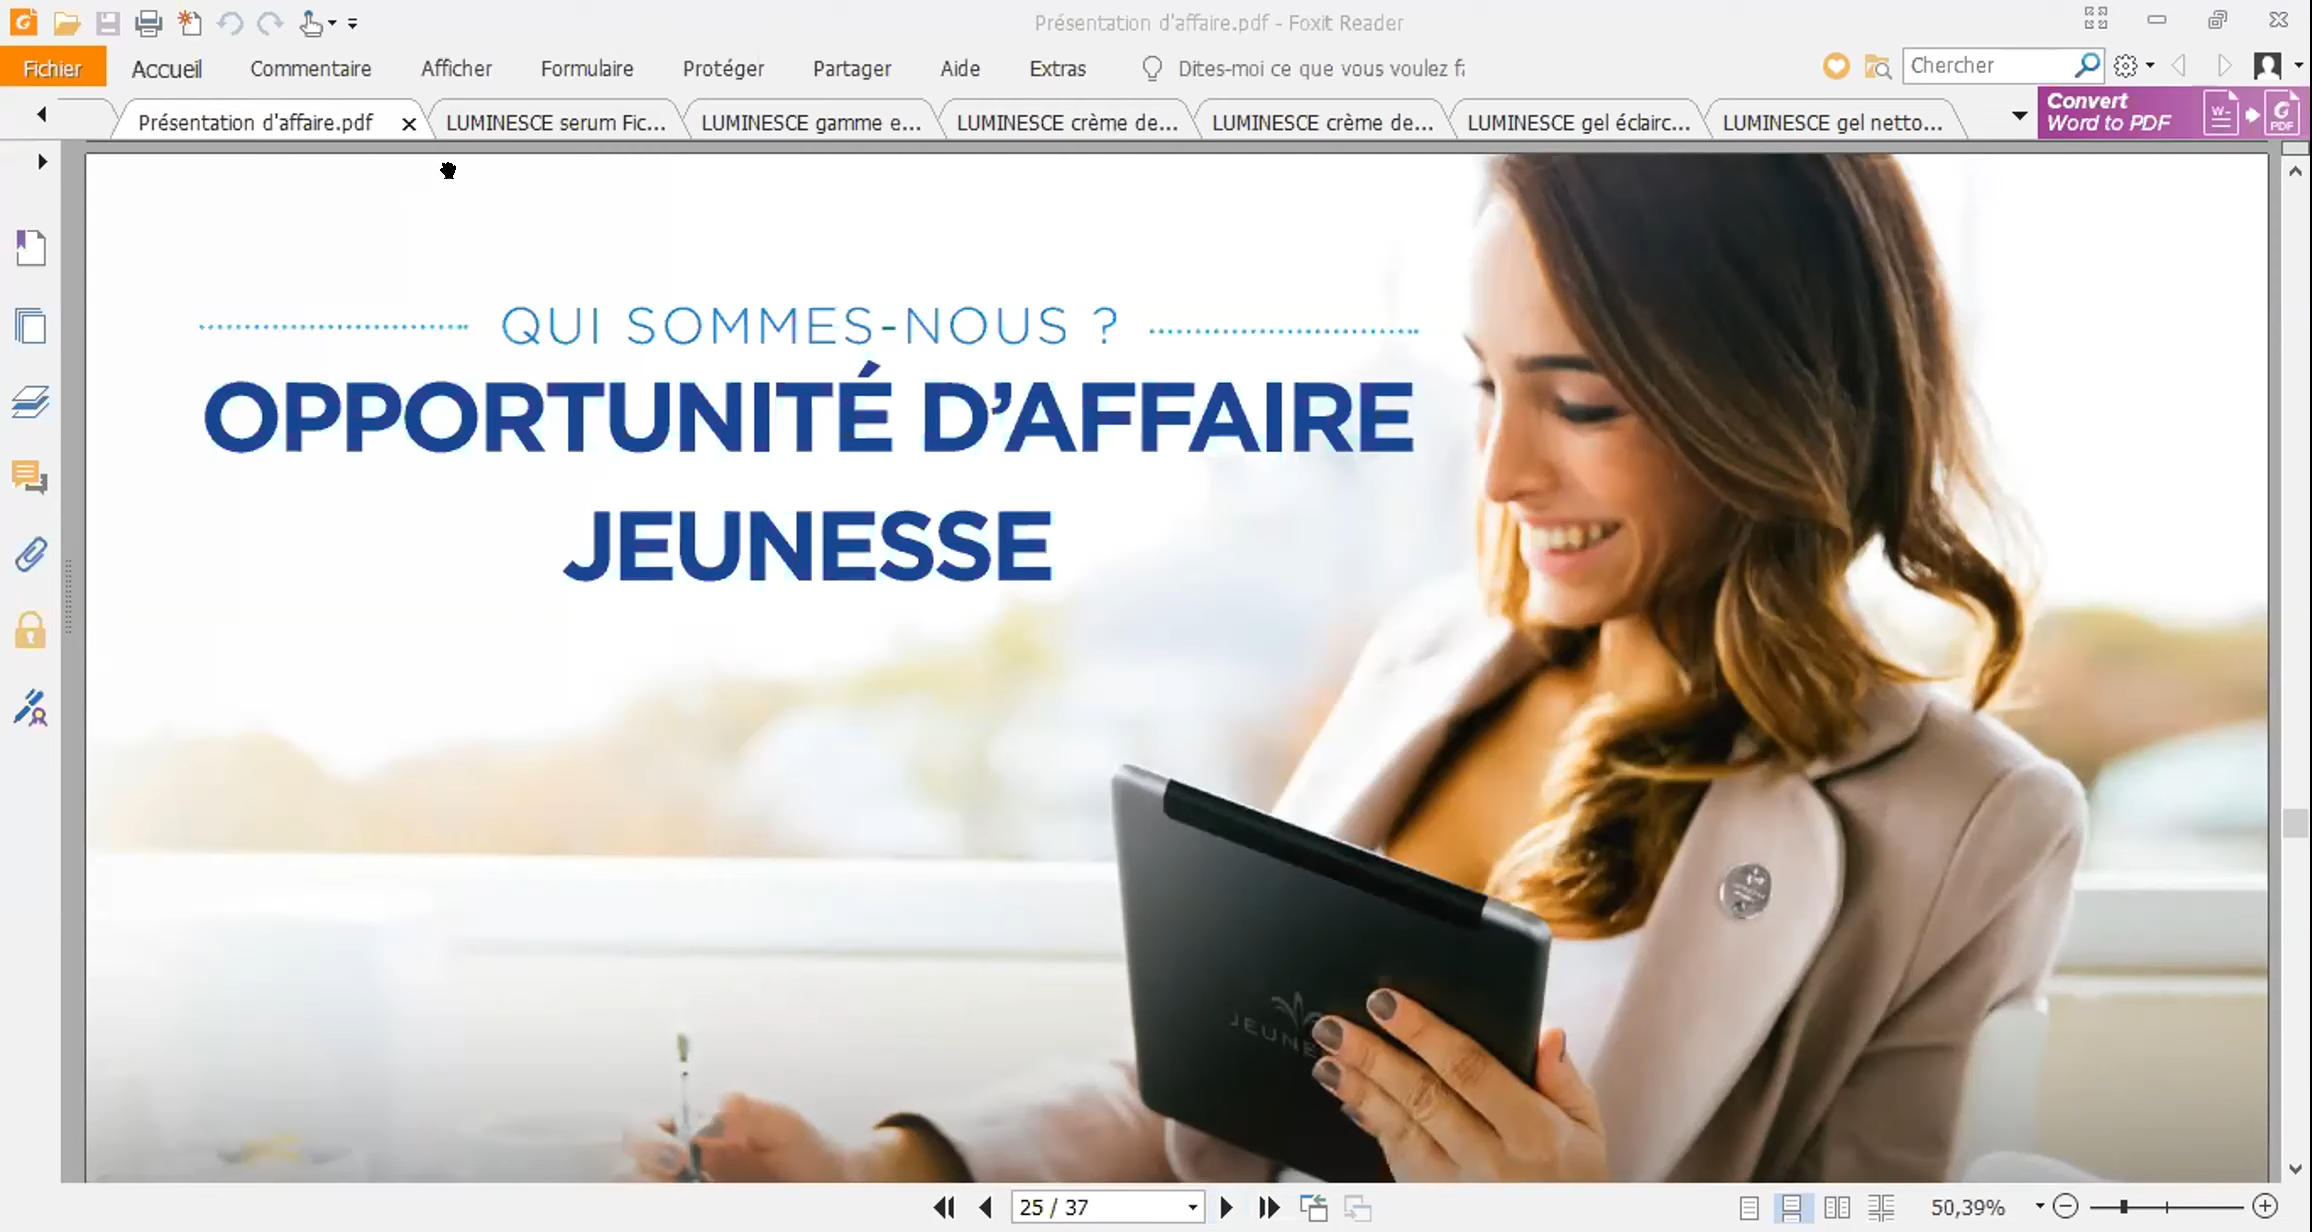 Présentation d'affaire.pdf - Foxit Reader
Fichier Accueil Commentaire Afficher Formulaire Protéger Partager Aide Extras Dites-moi ce que vous voulez fa Chercher
Présentation d'affaire.pdf LUMINESCE serum Fic... LUMINESCE gamme e... LUMINESCE crème de... LUMINESCE crème de... LUMINESCE gel éclairc... LUMINESCE gel netto...
Convert
Word to PDF
QUI SOMMES-NOUS ?
OPPORTUNITÉ D'AFFAIRE
JEUNESSE
JEUNE
25 / 37
50,39%